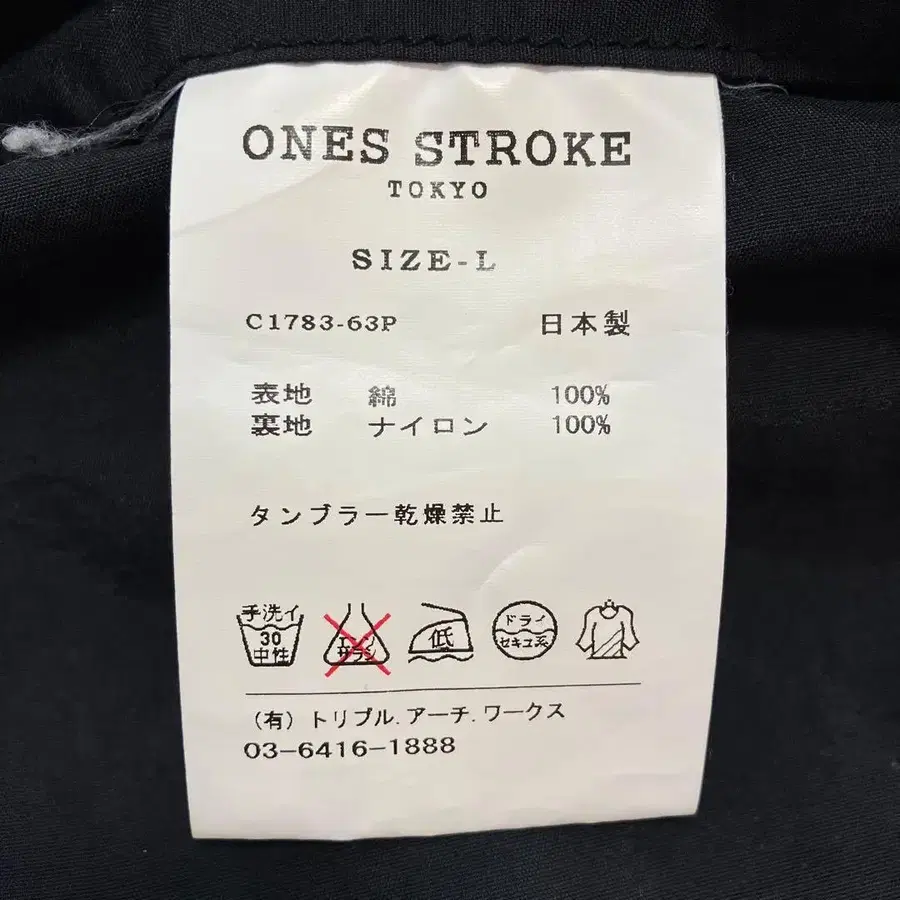 ONES STROKE
TOKYO
SIZE-L
C1783-63P 日本製
表地 綿 100%
裏地 ナイロン 100%
タンブラー乾燥禁止
手洗イ
30
中性
エンソ
サラシ
低
ドライ
セキユ系
(有)トリプル.アーチ.ワークス
03-6416-1888